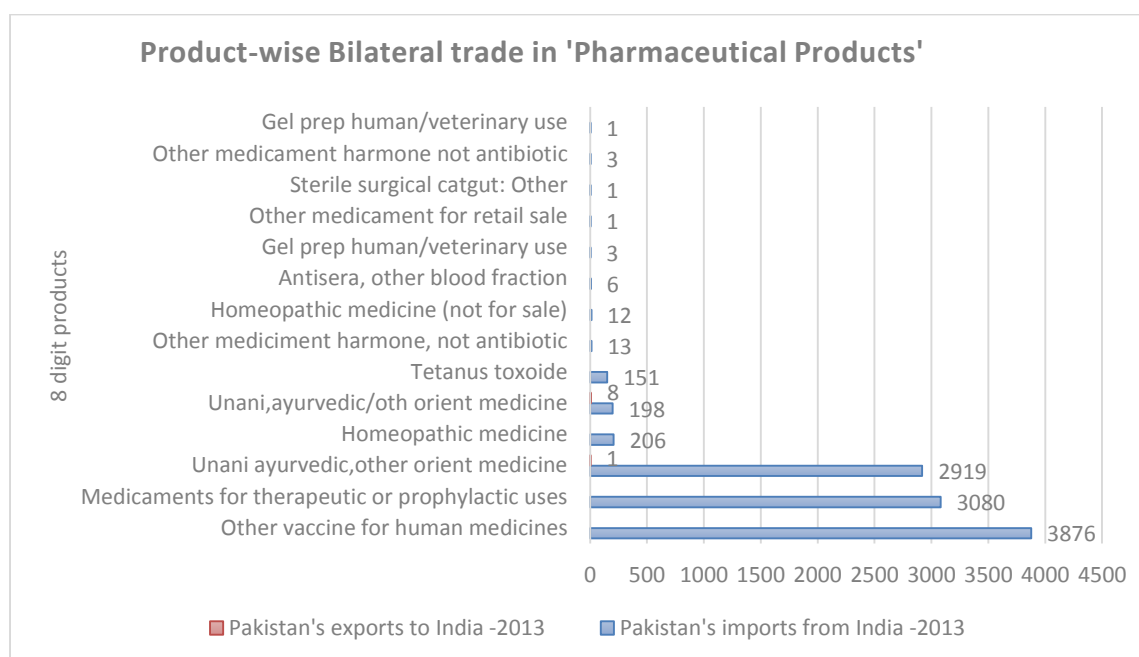 Product-wise Bilateral trade in 'Pharmaceutical Products'
8 digit products
Gel prep human/veterinary use 1
Other medicament harmone not antibiotic 3
Sterile surgical catgut: Other 1
Other medicament for retail sale 1
Gel prep human/veterinary use 3
Antisera, other blood fraction 6
Homeopathic medicine (not for sale) 12
Other mediciment harmone, not antibiotic 13
Tetanus toxoide 151
8
Unani,ayurvedic/oth orient medicine 198
Homeopathic medicine 206
1
Unani ayurvedic,other orient medicine 2919
Medicaments for therapeutic or prophylactic uses 3080
Other vaccine for human medicines 3876
0 500 1000 1500 2000 2500 3000 3500 4000 4500
Pakistan's exports to India -2013 Pakistan's imports from India -2013